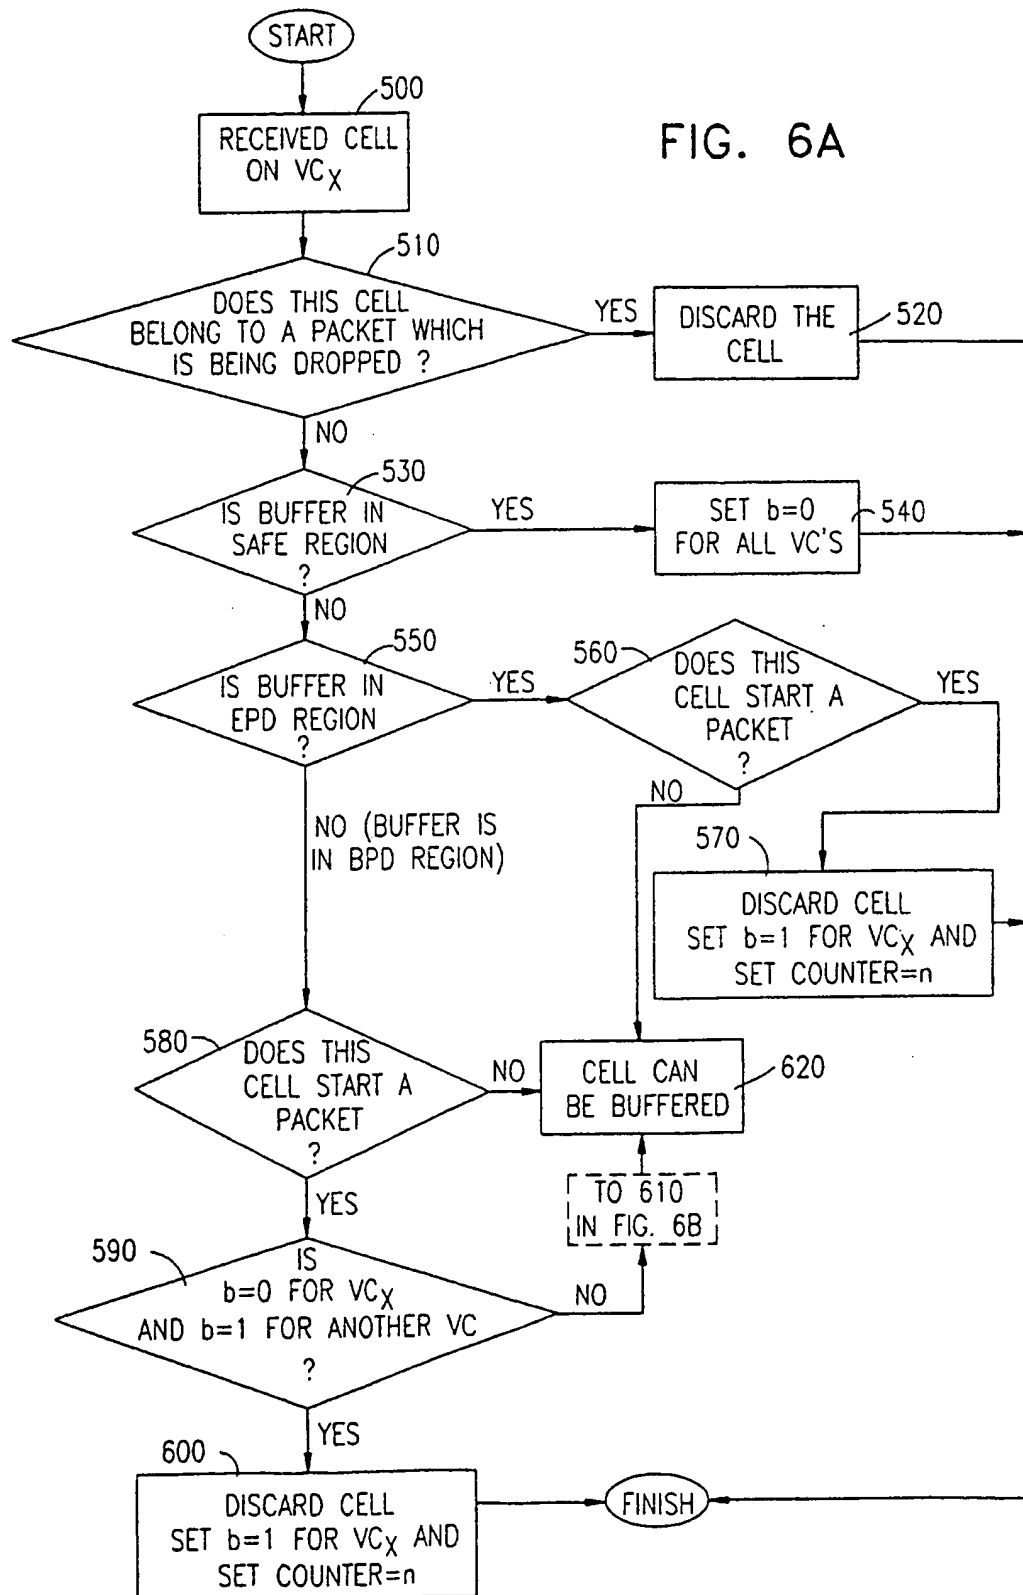 START
500
RECEIVED CELL
ON VCX
FIG. 6A
510
DOES THIS CELL
BELONG TO A PACKET WHICH
IS BEING DROPPED ?
YES
DISCARD THE
CELL
520
NO
530
IS BUFFER IN
SAFE REGION
?
YES
SET b=0
FOR ALL VC'S
540
NO
550
IS BUFFER IN
EPD REGION
?
YES
560
DOES THIS
CELL START A
PACKET
?
YES
NO
NO (BUFFER IS
IN BPD REGION)
570
DISCARD CELL
SET b=1 FOR VCX AND
SET COUNTER=n
580
DOES THIS
CELL START A
PACKET
?
NO
CELL CAN
BE BUFFERED
620
YES
TO 610
IN FIG. 6B
590
IS
b=0 FOR VCX
AND b=1 FOR ANOTHER VC
?
NO
YES
600
DISCARD CELL
SET b=1 FOR VCX AND
SET COUNTER=n
FINISH